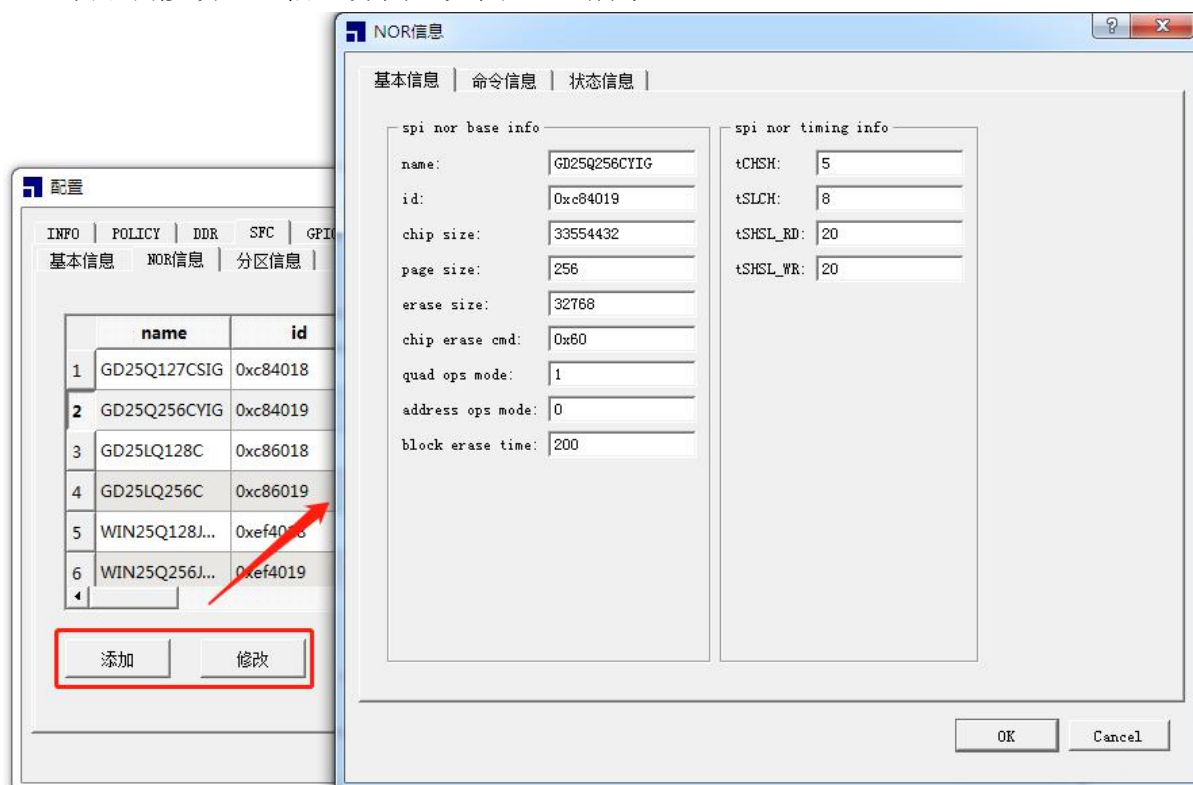 NOR信息
基本信息 命令信息 状态信息
spi nor base info
name: GD25Q256CYIG
id: 0xc84019
chip size: 33554432
page size: 256
erase size: 32768
chip erase cmd: 0x60
quad ops mode: 1
address ops mode: 0
block erase time: 200
spi nor timing info
tCHSH: 5
tSLCH: 8
tSHSL_RD: 20
tSHSL_WR: 20
OK Cancel
配置
INFO POLICY DDR SFC
基本信息 NOR信息 分区信息
name id
1 GD25Q127CSIG 0xc84018
2 GD25Q256CYIG 0xc84019
3 GD25LQ128C 0xc86018
4 GD25LQ256C 0xc86019
5 WIN25Q128J... 0xef4018
6 WIN25Q256J... 0xef4019
添加 修改